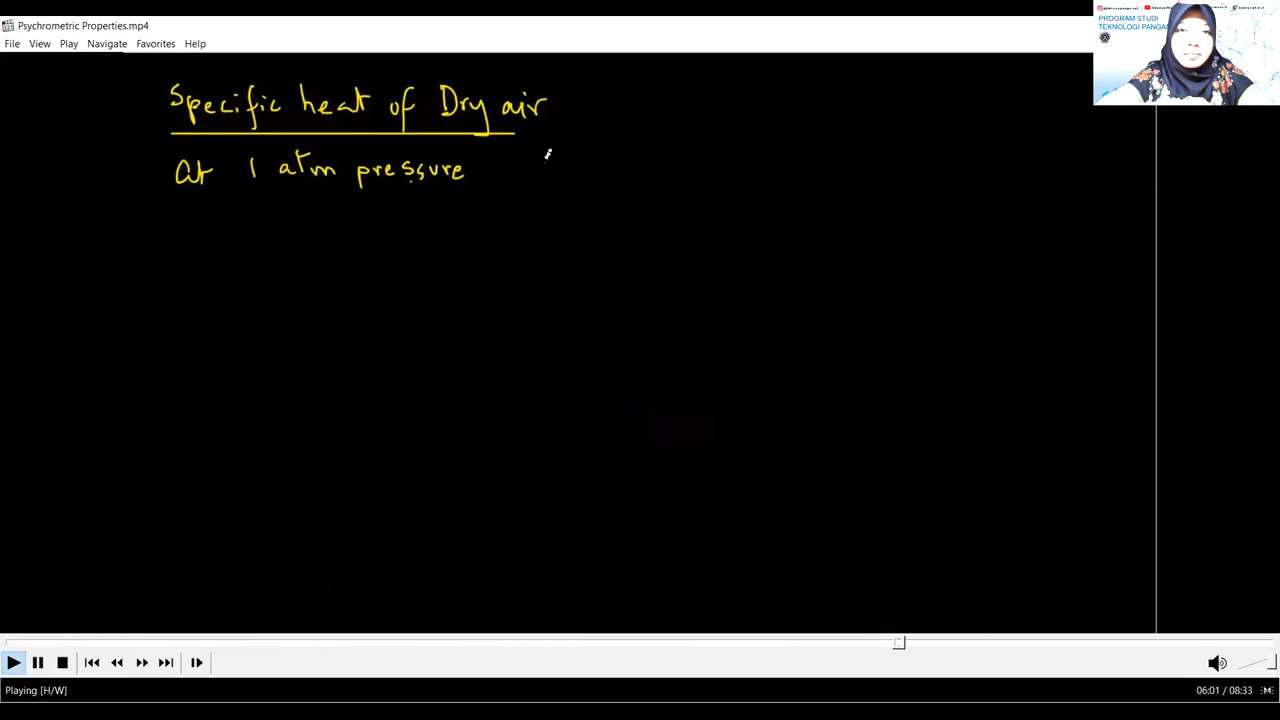 Psychrometric Properties.mp4
File View Play Navigate Favorites Help
PROGRAM STUDI
TEKNOLOGI PANGAN
Specific heat of Dry air
At 1 atm pressure
Playing [H/W]
06:01 / 08:33